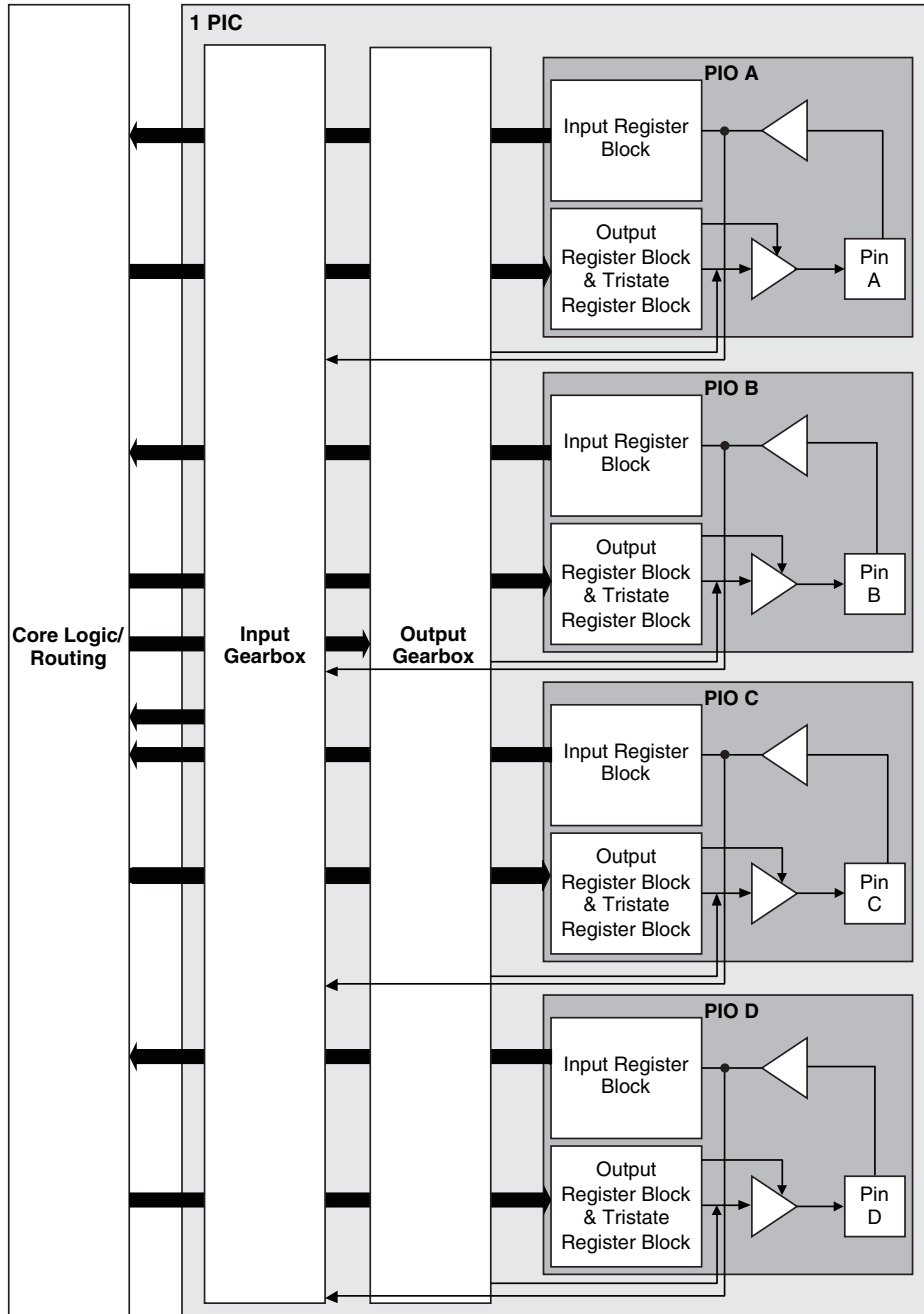 1 PIC
PIO A
Input Register
Block
Output
Register Block
& Tristate
Register Block
Pin
A
PIO B
Input Register
Block
Output
Register Block
& Tristate
Register Block
Pin
B
Core Logic/
Routing
Input
Gearbox
Output
Gearbox
PIO C
Input Register
Block
Output
Register Block
& Tristate
Register Block
Pin
C
PIO D
Input Register
Block
Output
Register Block
& Tristate
Register Block
Pin
D